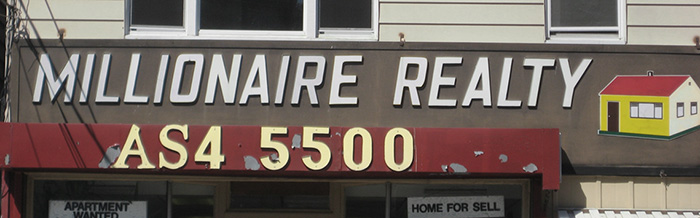 MILLIONAIRE REALTY
AS4 5500
APARTMENT
WANTED
HOME FOR SELL